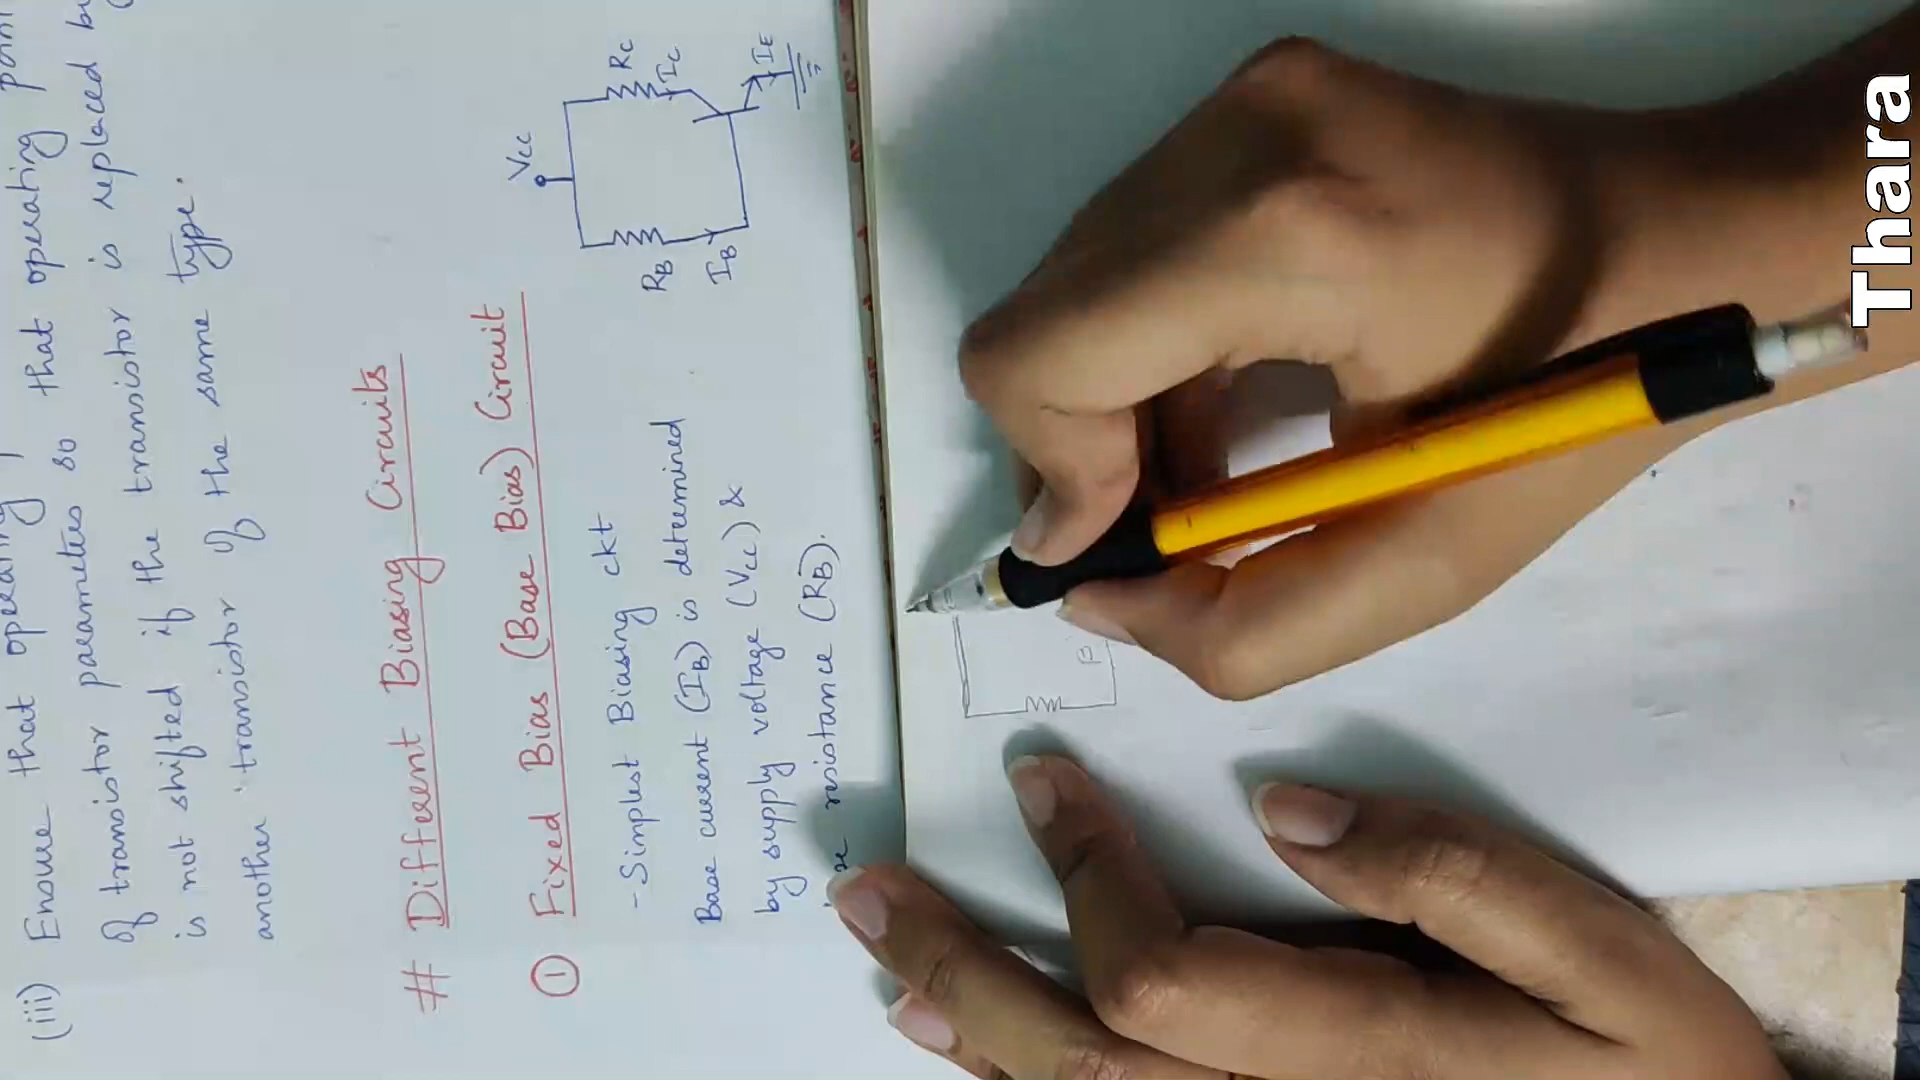 (iii) Ensure that operating point
of transistor parameters so that operating point
is not shifted if the transistor is replaced by
another transistor of the same type.
# Different Biasing Circuits
① Fixed Bias (Base Bias) Circuit
-Simplest Biasing ckt
Base current (IB) is determined
by supply voltage (Vcc) &
resistance (RB).
Vcc
RB
RC
IB
IC
IE
B
Thara